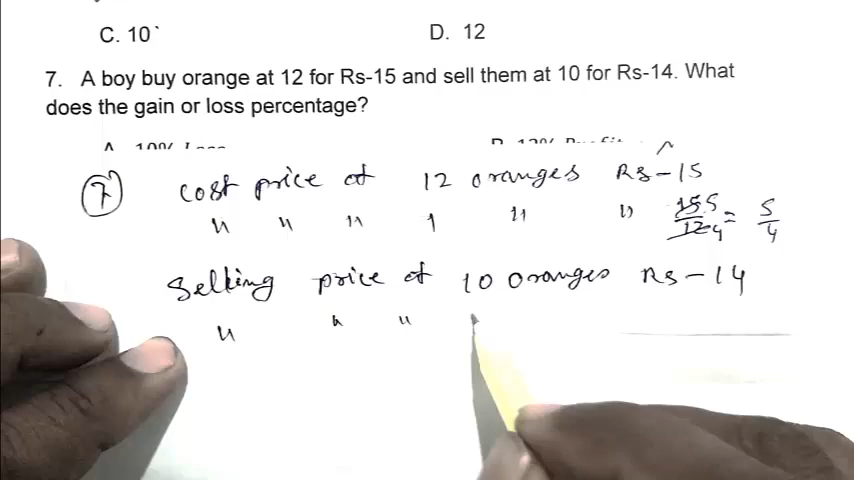 C. 10 D. 12
7. A boy buy orange at 12 for Rs-15 and sell them at 10 for Rs-14. What
does the gain or loss percentage?
7 Cost price of 12 oranges Rs-15
" " " 1 " " 15 5/12 4 = 5/4
Selling price of 10 Oranges Rs-14
" " "